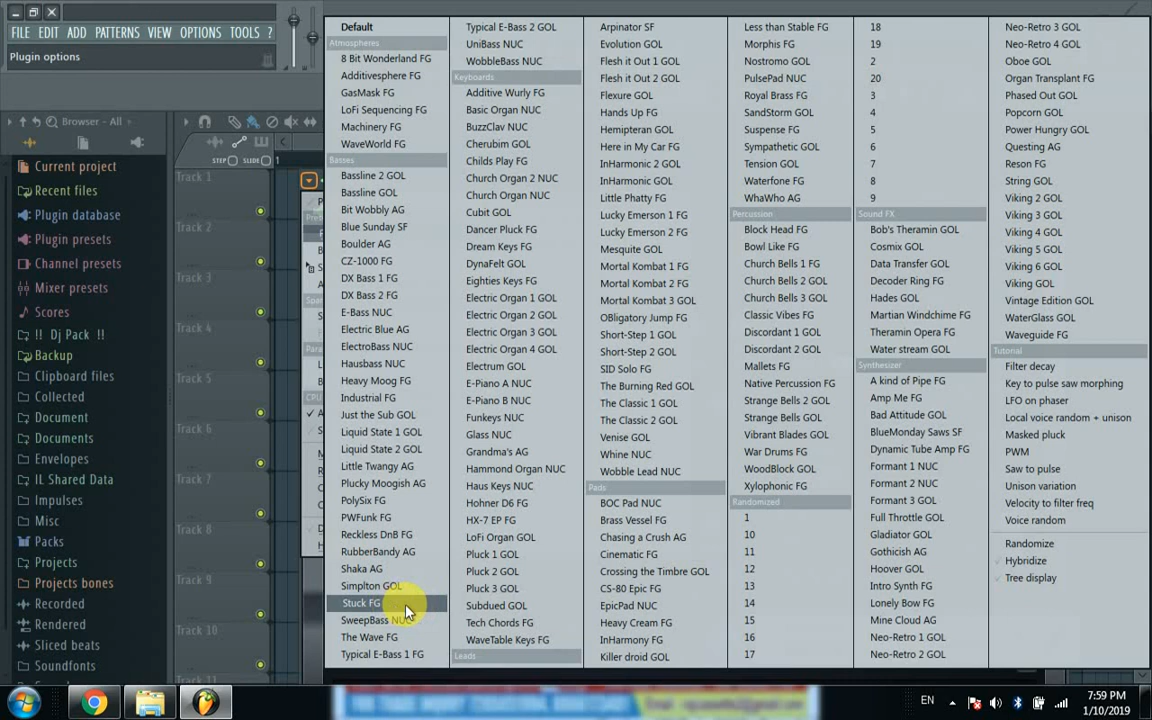 FILE EDIT ADD PATTERNS VIEW OPTIONS TOOLS ?
Plugin options
Browser - All
STEP SLIDE 1
Current project
Recent files
Plugin database
Plugin presets
Channel presets
Mixer presets
Scores
!! Dj Pack !!
Backup
Clipboard files
Collected
Document
Documents
Envelopes
IL Shared Data
Impulses
Misc
Packs
Projects
Projects bones
Recorded
Rendered
Sliced beats
Soundfonts
Track 1
Track 2
Track 3
Track 4
Track 5
Track 6
Track 7
Track 8
Track 9
Track 10
Track 11
Default
Atmospheres
8 Bit Wonderland FG
Additivesphere FG
GasMask FG
LoFi Sequencing FG
Machinery FG
WaveWorld FG
Basses
Bassline 2 GOL
Bassline GOL
Bit Wobbly AG
Blue Sunday SF
Boulder AG
CZ-1000 FG
DX Bass 1 FG
DX Bass 2 FG
E-Bass NUC
Electric Blue AG
ElectroBass NUC
Hausbass NUC
Heavy Moog FG
Industrial FG
Just the Sub GOL
Liquid State 1 GOL
Liquid State 2 GOL
Little Twangy AG
Plucky Moogish AG
PolySix FG
PWFunk FG
Reckless DnB FG
RubberBandy AG
Shaka AG
Simplton GOL
Stuck FG
SweepBass NUC
The Wave FG
Typical E-Bass 1 FG
Typical E-Bass 2 GOL
UniBass NUC
WobbleBass NUC
Keyboards
Additive Wurly FG
Basic Organ NUC
BuzzClav NUC
Cherubim GOL
Childs Play FG
Church Organ 2 NUC
Church Organ NUC
Cubit GOL
Dancer Pluck FG
Dream Keys FG
DynaFelt GOL
Eighties Keys FG
Electric Organ 1 GOL
Electric Organ 2 GOL
Electric Organ 3 GOL
Electric Organ 4 GOL
Electrum GOL
E-Piano A NUC
E-Piano B NUC
Funkeys NUC
Glass NUC
Grandma's AG
Hammond Organ NUC
Haus Keys NUC
Hohner D6 FG
HX-7 EP FG
LoFi Organ GOL
Pluck 1 GOL
Pluck 2 GOL
Pluck 3 GOL
Subdued GOL
Tech Chords FG
WaveTable Keys FG
Leads
Arpinator SF
Evolution GOL
Flesh it Out 1 GOL
Flesh it Out 2 GOL
Flexure GOL
Hands Up FG
Hemipteran GOL
Here in My Car FG
InHarmonic 2 GOL
InHarmonic GOL
Little Phatty FG
Lucky Emerson 1 FG
Lucky Emerson 2 FG
Mesquite GOL
Mortal Kombat 1 FG
Mortal Kombat 2 FG
Mortal Kombat 3 GOL
OBligatory Jump FG
Short-Step 1 GOL
Short-Step 2 GOL
SID Solo FG
The Burning Red GOL
The Classic 1 GOL
The Classic 2 GOL
Venise GOL
Whine NUC
Wobble Lead NUC
Pads
BOC Pad NUC
Brass Vessel FG
Chasing a Crush AG
Cinematic FG
Crossing the Timbre GOL
CS-80 Epic FG
EpicPad NUC
Heavy Cream FG
InHarmony FG
Killer droid GOL
Less than Stable FG
Morphis FG
Nostromo GOL
PulsePad NUC
Royal Brass FG
SandStorm GOL
Suspense FG
Sympathetic GOL
Tension GOL
Waterfone FG
WhaWho AG
Percussion
Block Head FG
Bowl Like FG
Church Bells 1 FG
Church Bells 2 GOL
Church Bells 3 GOL
Classic Vibes FG
Discordant 1 GOL
Discordant 2 GOL
Mallets FG
Native Percussion FG
Strange Bells 2 GOL
Strange Bells GOL
Vibrant Blades GOL
War Drums FG
WoodBlock GOL
Xylophonic FG
Randomized
1
10
11
12
13
14
15
16
17
18
19
2
20
3
4
5
6
7
8
9
Sound FX
Bob's Theramin GOL
Cosmix GOL
Data Transfer GOL
Decoder Ring FG
Hades GOL
Martian Windchime FG
Theramin Opera FG
Water stream GOL
Synthesizer
A kind of Pipe FG
Amp Me FG
Bad Attitude GOL
BlueMonday Saws SF
Dynamic Tube Amp FG
Formant 1 NUC
Formant 2 NUC
Formant 3 GOL
Full Throttle GOL
Gladiator GOL
Gothicish AG
Hoover GOL
Intro Synth FG
Lonely Bow FG
Mine Cloud AG
Neo-Retro 1 GOL
Neo-Retro 2 GOL
Neo-Retro 3 GOL
Neo-Retro 4 GOL
Oboe GOL
Organ Transplant FG
Phased Out GOL
Popcorn GOL
Power Hungry GOL
Questing AG
Reson FG
String GOL
Viking 2 GOL
Viking 3 GOL
Viking 4 GOL
Viking 5 GOL
Viking 6 GOL
Viking GOL
Vintage Edition GOL
WaterGlass GOL
Waveguide FG
Tutorial
Filter decay
Key to pulse saw morphing
LFO on phaser
Local voice random + unison
Masked pluck
PWM
Saw to pulse
Unison variation
Velocity to filter freq
Voice random
Randomize
Hybridize
Tree display
EN
7:59 PM
1/10/2019